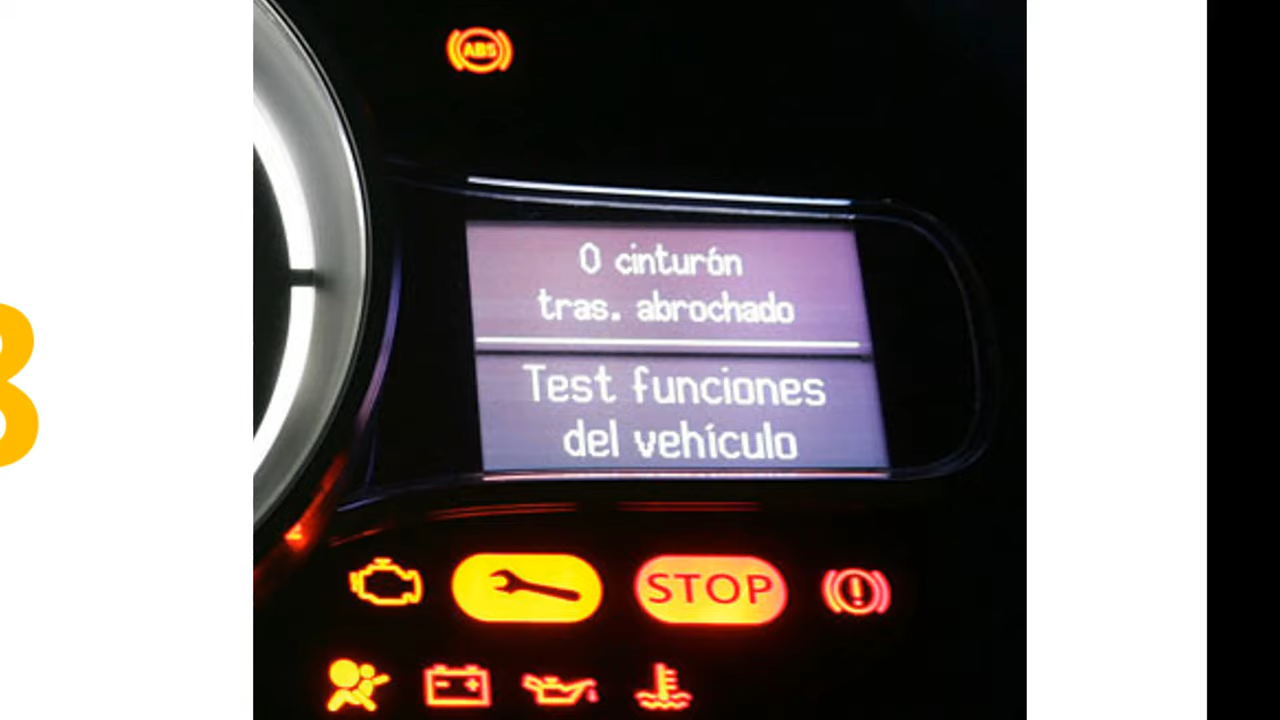 ABS
0 cinturón
tras. abrochado
Test funciones
del vehículo
STOP